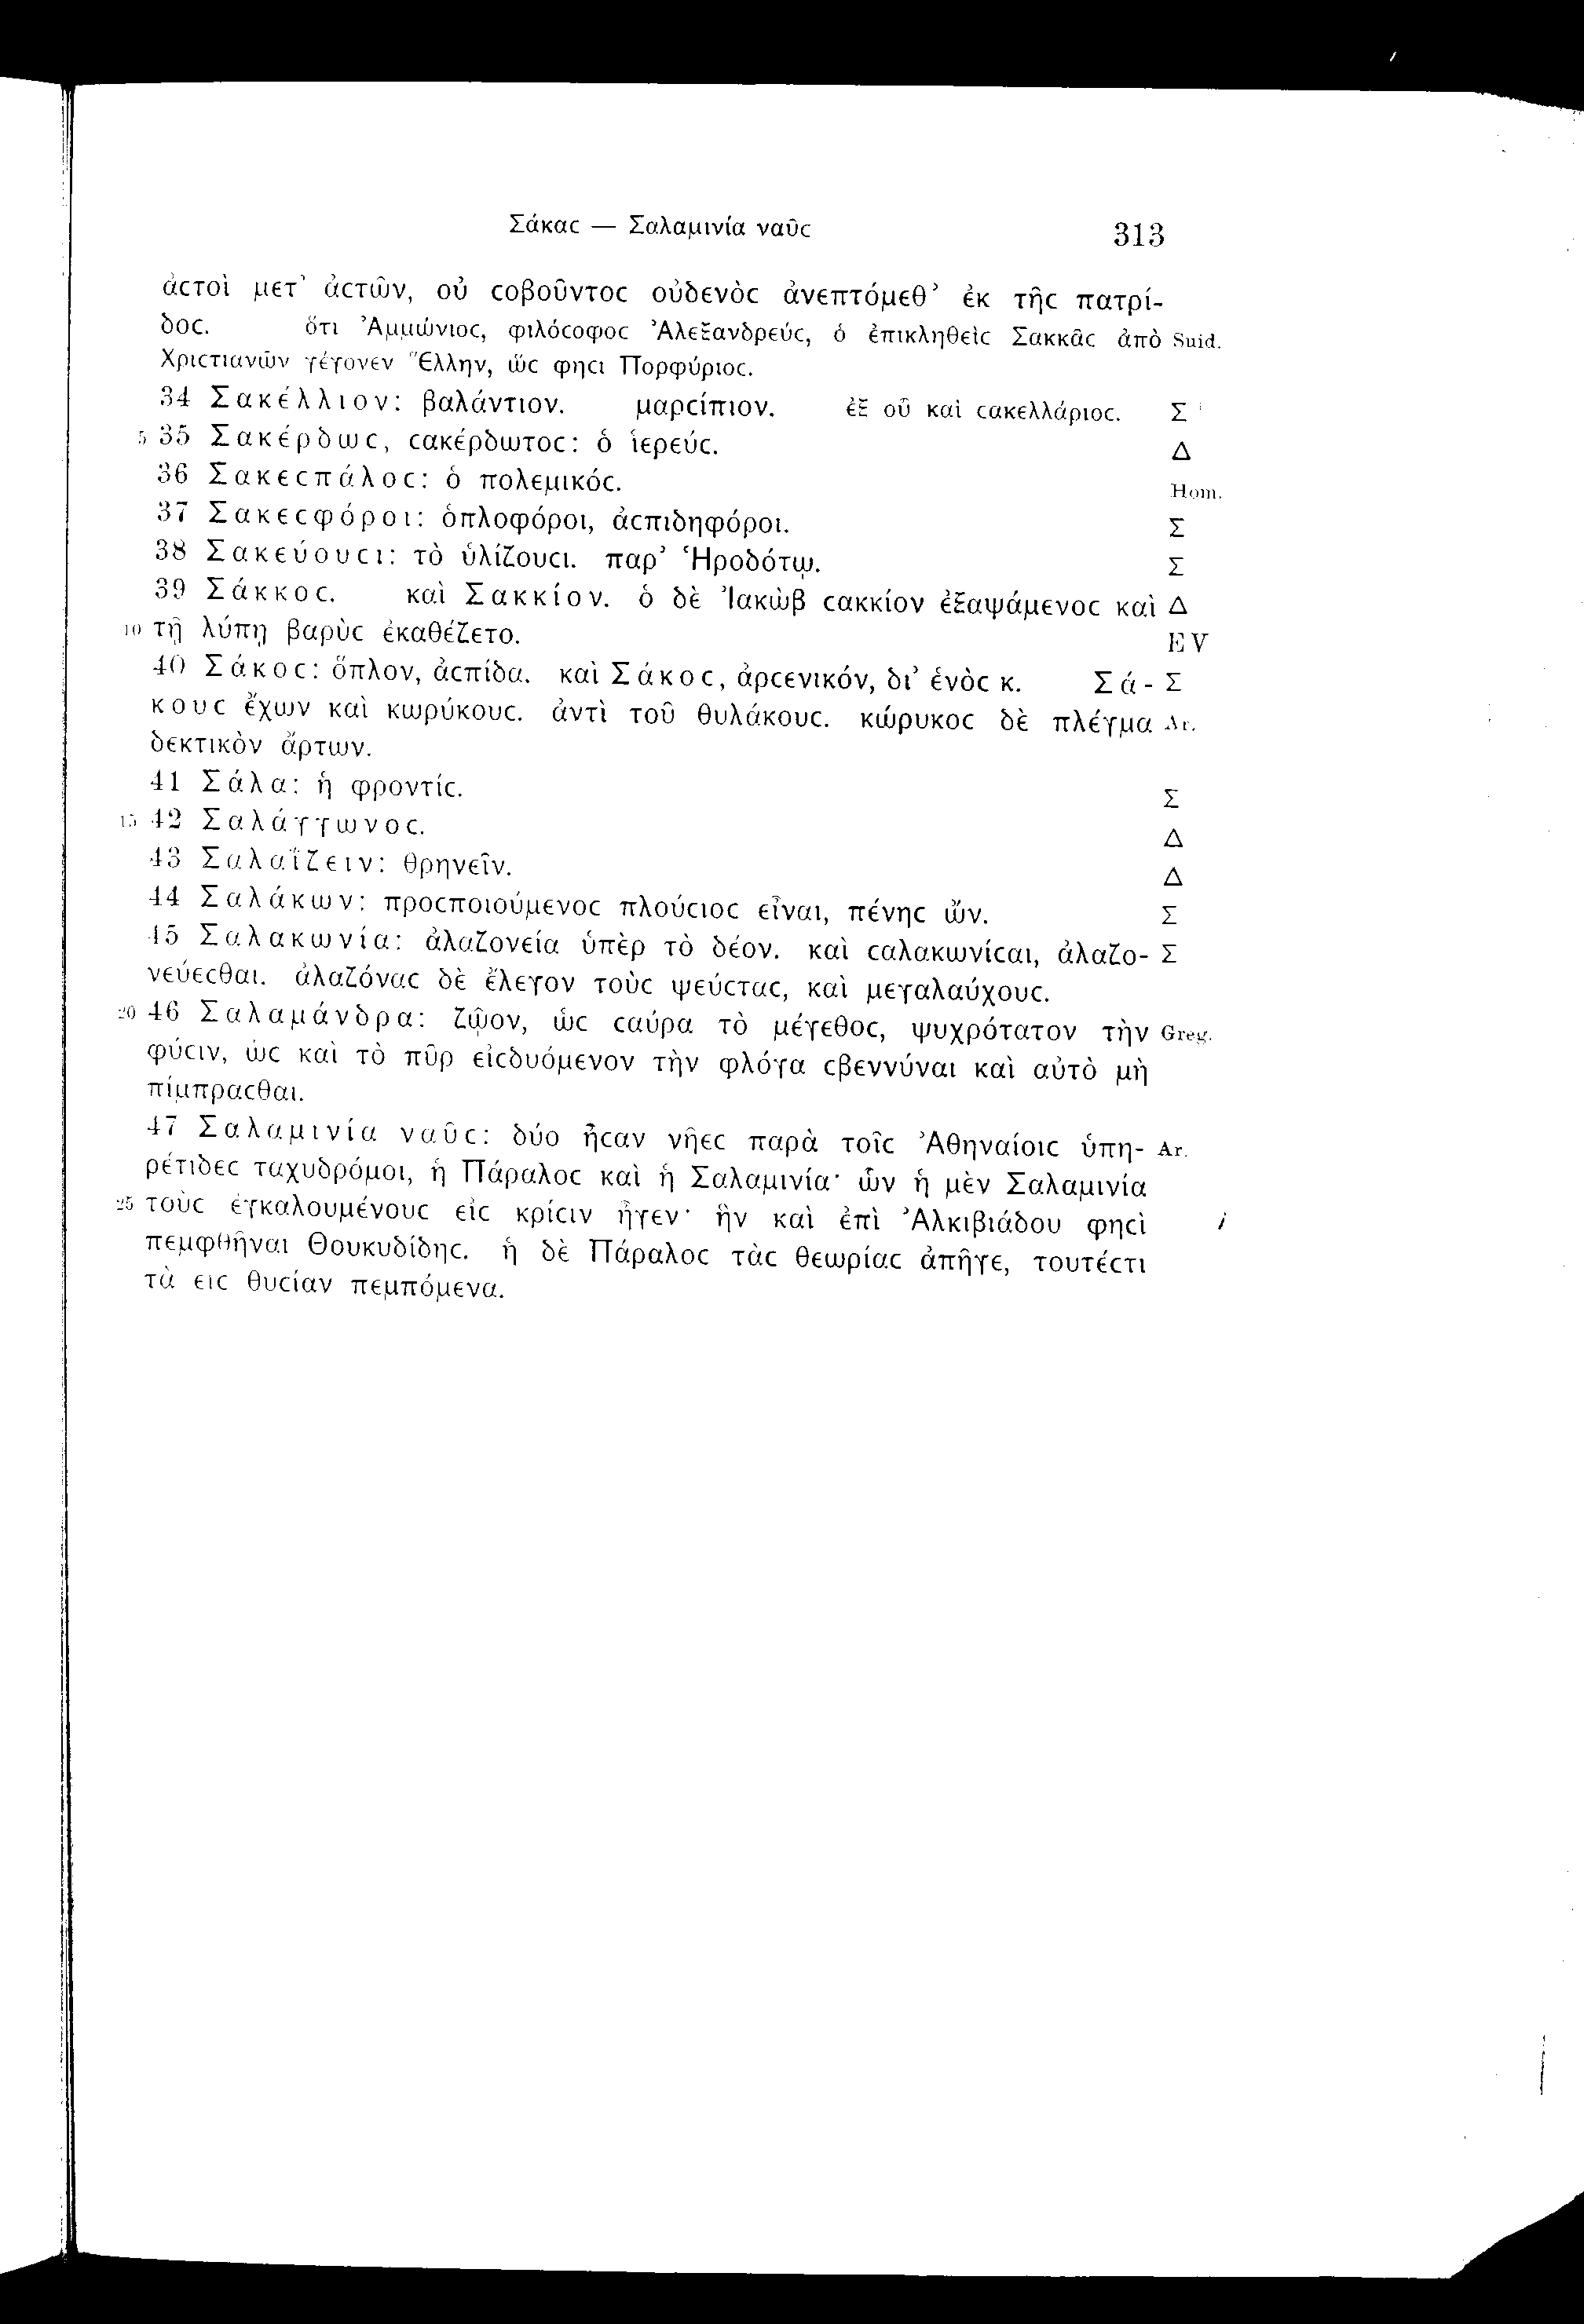 Σάκαϲ — Σαλαμινία ναῦϲ 313
ἀϲτοὶ μετ' ἀϲτῶν, οὐ ϲοβοῦντοϲ οὐδενὸϲ ἀνεπτόμεθ' ἐκ τῆϲ πατρί-
δοϲ. ὅτι Ἀμμώνιοϲ, φιλόϲοφοϲ Ἀλεξανδρεύϲ, ὁ ἐπικληθεὶϲ Σακκᾶϲ ἀπὸ Suid.
Χριϲτιανῶν γέγονεν Ἕλλην, ὥϲ φηϲι Πορφύριοϲ.
34 Σακέλλιον: βαλάντιον. μαρϲίπιον. ἐξ οῦ καὶ ϲακελλάριοϲ. Σ
5 35 Σακέρδωϲ, ϲακέρδωτοϲ: ὁ ἱερεύϲ. Δ
36 Σακεϲπάλοϲ: ὁ πολεμικόϲ. Hom.
37 Σακεϲφόροι: ὁπλοφόροι, ἀϲπιδηφόροι. Σ
38 Σακεύουϲι: τὸ ὑλίζουϲι. παρ' Ἡροδότῳ. Σ
39 Σάκκοϲ. καὶ Σακκίον. ὁ δὲ Ἰακὼβ ϲακκίον ἐξαψάμενοϲ καὶ Δ
10 τῇ λύπῃ βαρὺϲ ἐκαθέζετο. EV
40 Σάκοϲ: ὅπλον, ἀϲπίδα. καὶ Σάκοϲ, ἀρϲενικόν, δι' ἑνὸϲ κ. Σά- Σ
κουϲ ἔχων καὶ κωρύκουϲ. ἀντὶ τοῦ θυλάκουϲ. κώρυκοϲ δὲ πλέγμα Ar.
δεκτικὸν ἄρτων.
41 Σάλα: ἡ φροντίϲ. Σ
15 42 Σαλάγγωνοϲ. Δ
43 Σαλαΐζειν: θρηνεῖν. Δ
44 Σαλάκων: προϲποιούμενοϲ πλούϲιοϲ εἶναι, πένηϲ ὤν. Σ
45 Σαλακωνία: ἀλαζονεία ὑπὲρ τὸ δέον. καὶ ϲαλακωνίϲαι, ἀλαζο- Σ
νεύεϲθαι. ἀλαζόναϲ δὲ ἔλεγον τοὺϲ ψεύϲταϲ, καὶ μεγαλαύχουϲ.
20 46 Σαλαμάνδρα: ζῷον, ὡϲ ϲαύρα τὸ μέγεθοϲ, ψυχρότατον τὴν Greg.
φύϲιν, ὡϲ καὶ τὸ πῦρ εἰϲδυόμενον τὴν φλόγα ϲβεννύναι καὶ αὐτὸ μὴ
πίμπραϲθαι.
47 Σαλαμινία ναῦϲ: δύο ἦϲαν νῆεϲ παρὰ τοῖϲ Ἀθηναίοιϲ ὑπη- Ar.
ρέτιδεϲ ταχυδρόμοι, ἡ Πάραλοϲ καὶ ἡ Σαλαμινία· ὧν ἡ μὲν Σαλαμινία
25 τοὺϲ ἐγκαλουμένουϲ εἰϲ κρίϲιν ἦγεν· ἣν καὶ ἐπὶ Ἀλκιβιάδου φηϲὶ
πεμφθῆναι Θουκυδίδηϲ. ἡ δὲ Πάραλοϲ τὰϲ θεωρίαϲ ἀπῆγε, τουτέϲτι
τὰ εἰϲ θυϲίαν πεμπόμενα.